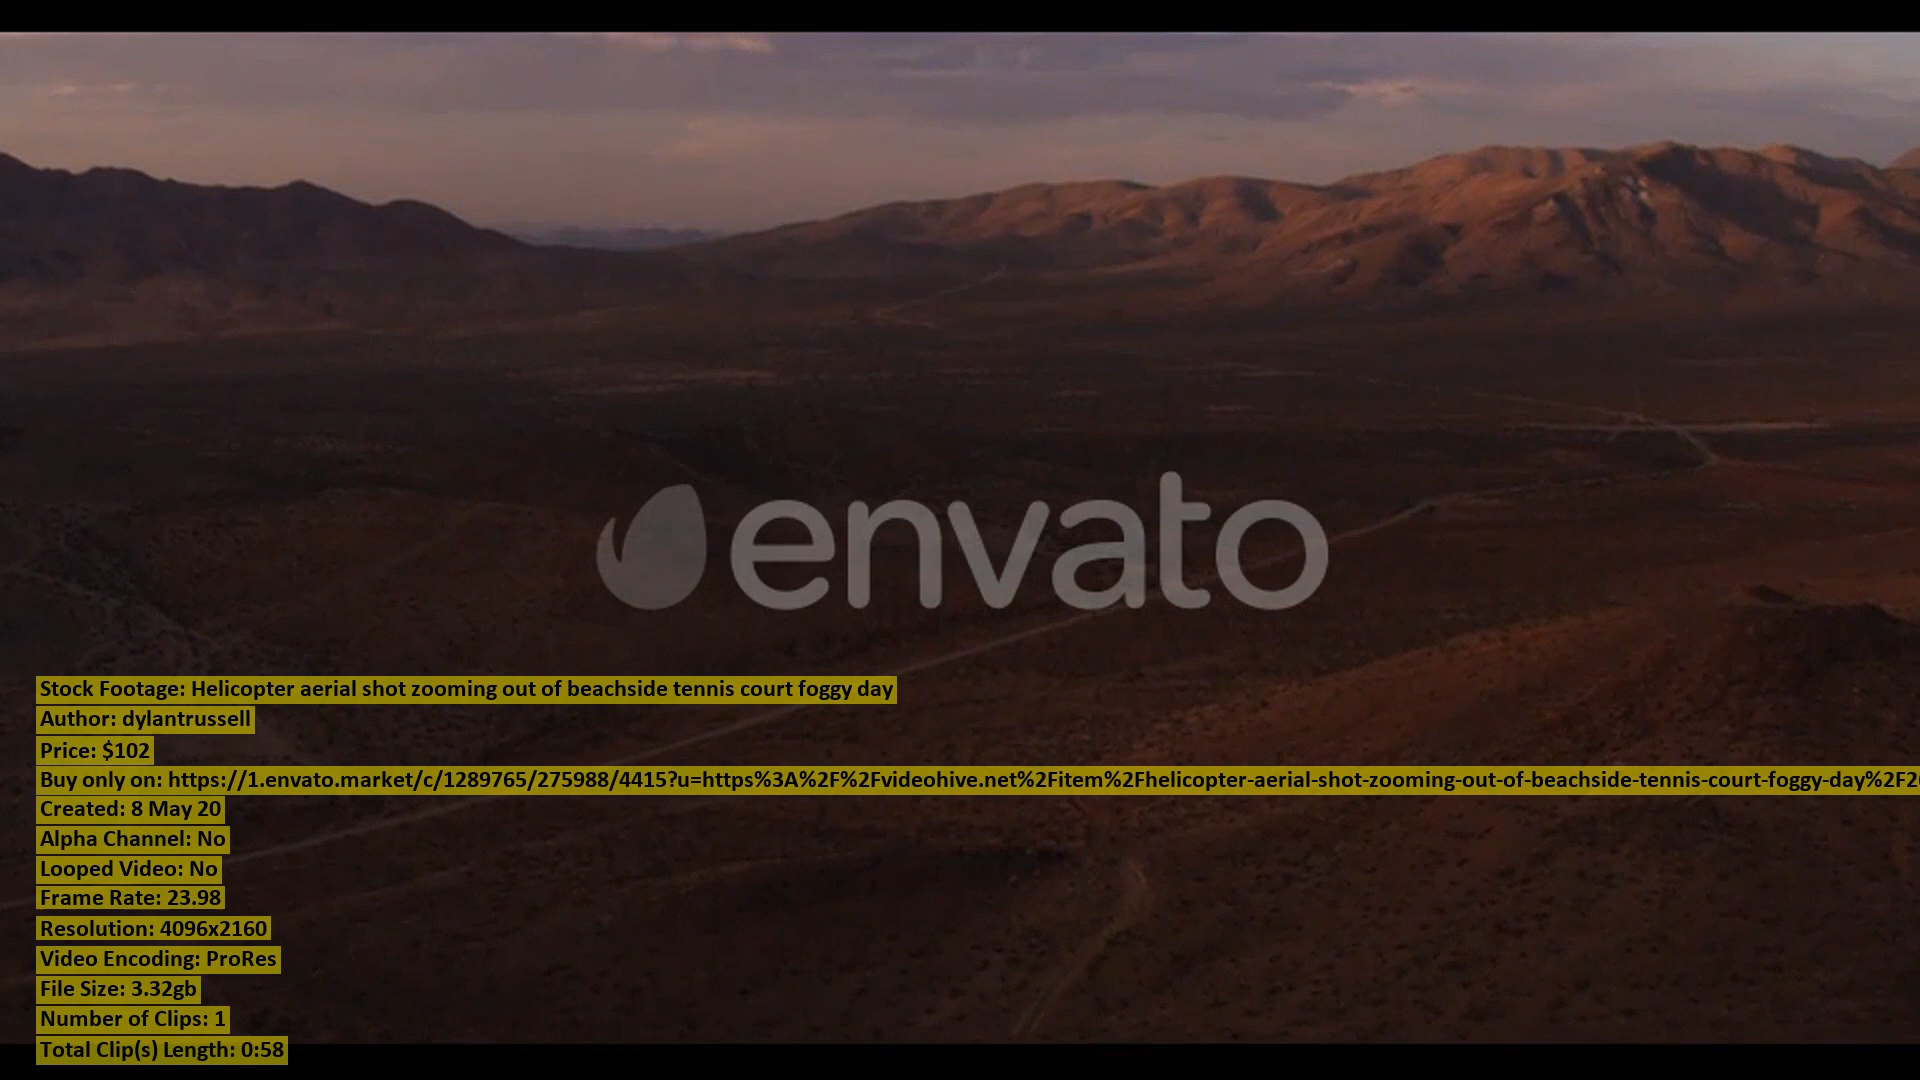 envato
Stock Footage: Helicopter aerial shot zooming out of beachside tennis court foggy day
Author: dylantrussell
Price: $102
Buy only on: https://1.envato.market/c/1289765/275988/4415?u=https%3A%2F%2Fvideohive.net%2Fitem%2Fhelicopter-aerial-shot-zooming-out-of-beachside-tennis-court-foggy-day%2F2
Created: 8 May 20
Alpha Channel: No
Looped Video: No
Frame Rate: 23.98
Resolution: 4096x2160
Video Encoding: ProRes
File Size: 3.32gb
Number of Clips: 1
Total Clip(s) Length: 0:58